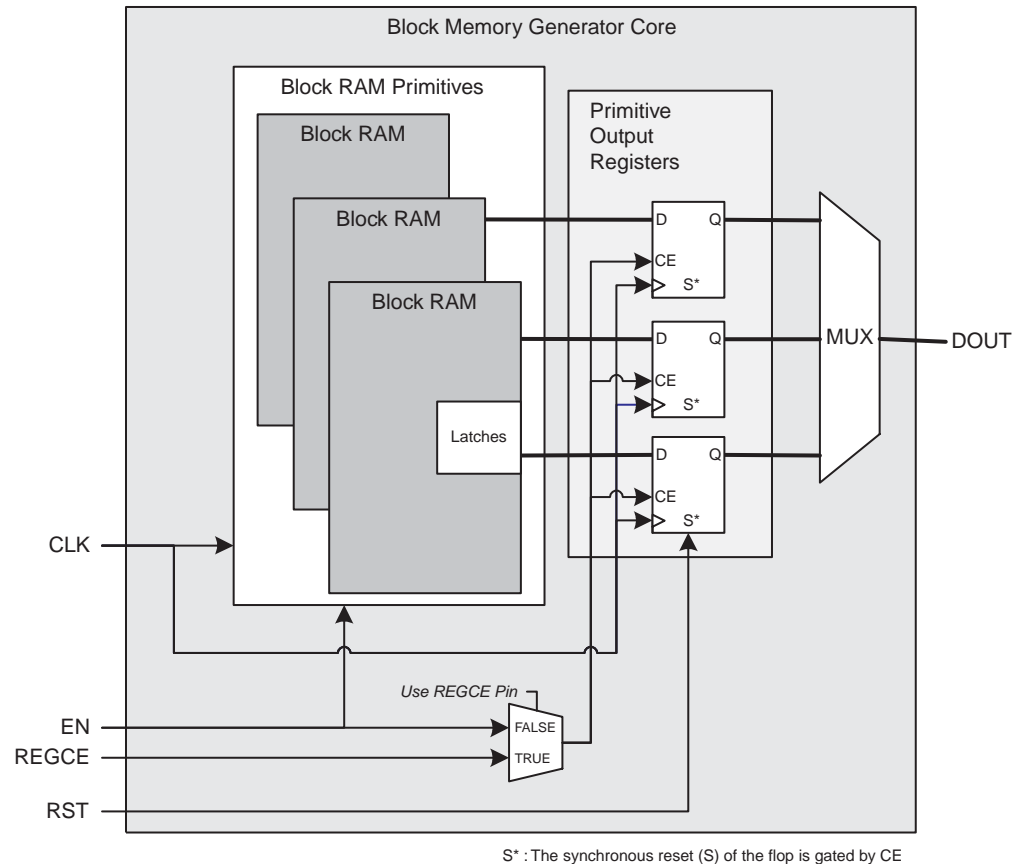 Block Memory Generator Core
Block RAM Primitives
Block RAM
Block RAM
Block RAM
Latches
Primitive
Output
Registers
D Q
CE
S*
D Q
CE
S*
D Q
CE
S*
MUX
DOUT
CLK
Use REGCE Pin
EN
FALSE
REGCE
TRUE
RST
S* : The synchronous reset (S) of the flop is gated by CE